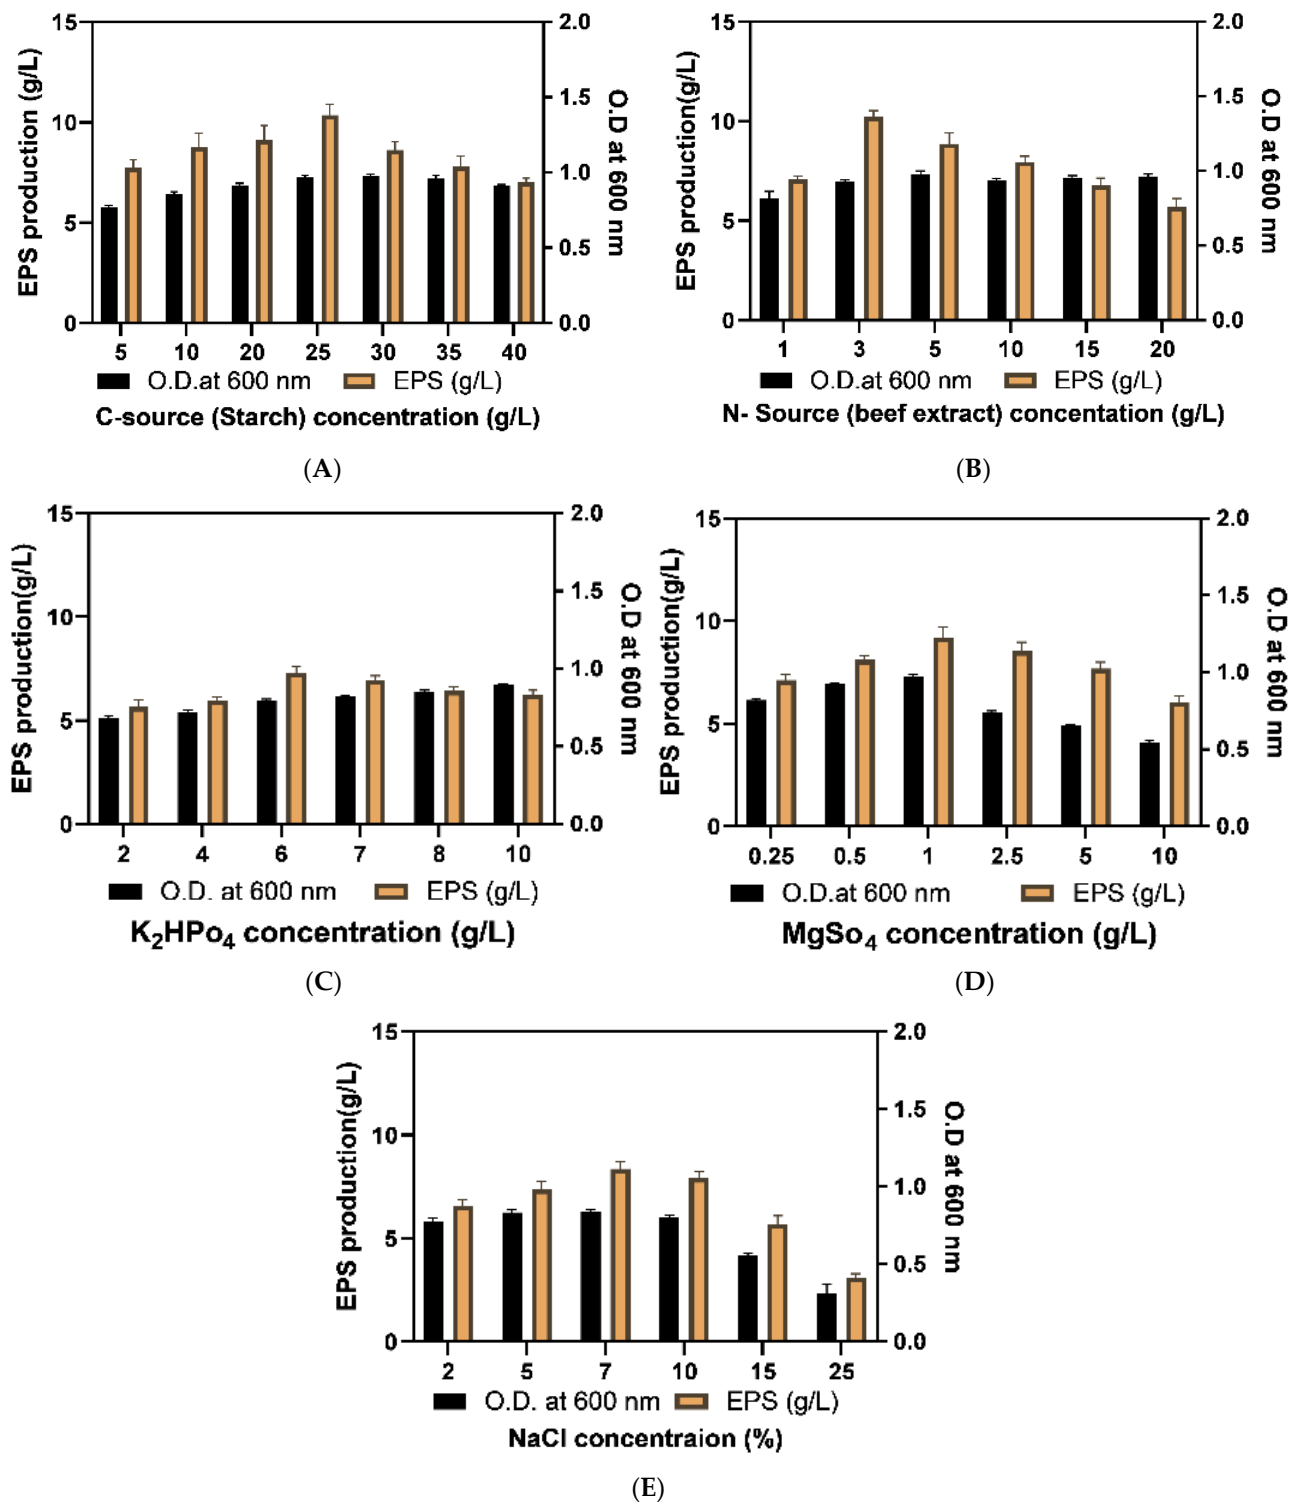 EPS production (g/L)
15
10
5
0
2.0
1.5
1.0
0.5
0.0
O.D at 600 nm
5 10 20 25 30 35 40
O.D.at 600 nm EPS (g/L)
C-source (Starch) concentration (g/L)
(A)
EPS production(g/L)
15
10
5
0
2.0
1.5
1.0
0.5
0.0
O.D at 600 nm
1 3 5 10 15 20
O.D.at 600 nm EPS (g/L)
N- Source (beef extract) concentation (g/L)
(B)
EPS production(g/L)
15
10
5
0
2.0
1.5
1.0
0.5
0.0
O.D at 600 nm
2 4 6 7 8 10
O.D. at 600 nm EPS (g/L)
K₂HPo₄ concentration (g/L)
(C)
EPS production(g/L)
15
10
5
0
2.0
1.5
1.0
0.5
0.0
O.D at 600 nm
0.25 0.5 1 2.5 5 10
O.D.at 600 nm EPS (g/L)
MgSo₄ concentration (g/L)
(D)
EPS production(g/L)
15
10
5
0
2.0
1.5
1.0
0.5
0.0
O.D at 600 nm
2 5 7 10 15 25
O.D. at 600 nm EPS (g/L)
NaCl concentraion (%)
(E)